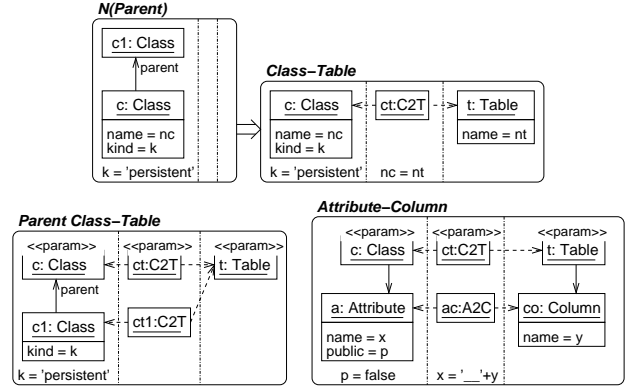 N(Parent)
c1: Class
parent
c: Class
name = nc
kind = k
k = 'persistent'
Class−Table
c: Class
ct:C2T
t: Table
name = nc
kind = k
name = nt
k = 'persistent'
nc = nt
Parent Class−Table
<<param>>
<<param>>
<<param>>
c: Class
ct:C2T
t: Table
parent
c1: Class
ct1:C2T
kind = k
k = 'persistent'
Attribute−Column
<<param>>
<<param>>
<<param>>
c: Class
ct:C2T
t: Table
a: Attribute
ac:A2C
co: Column
name = x
public = p
name = y
p = false
x = '__'+y